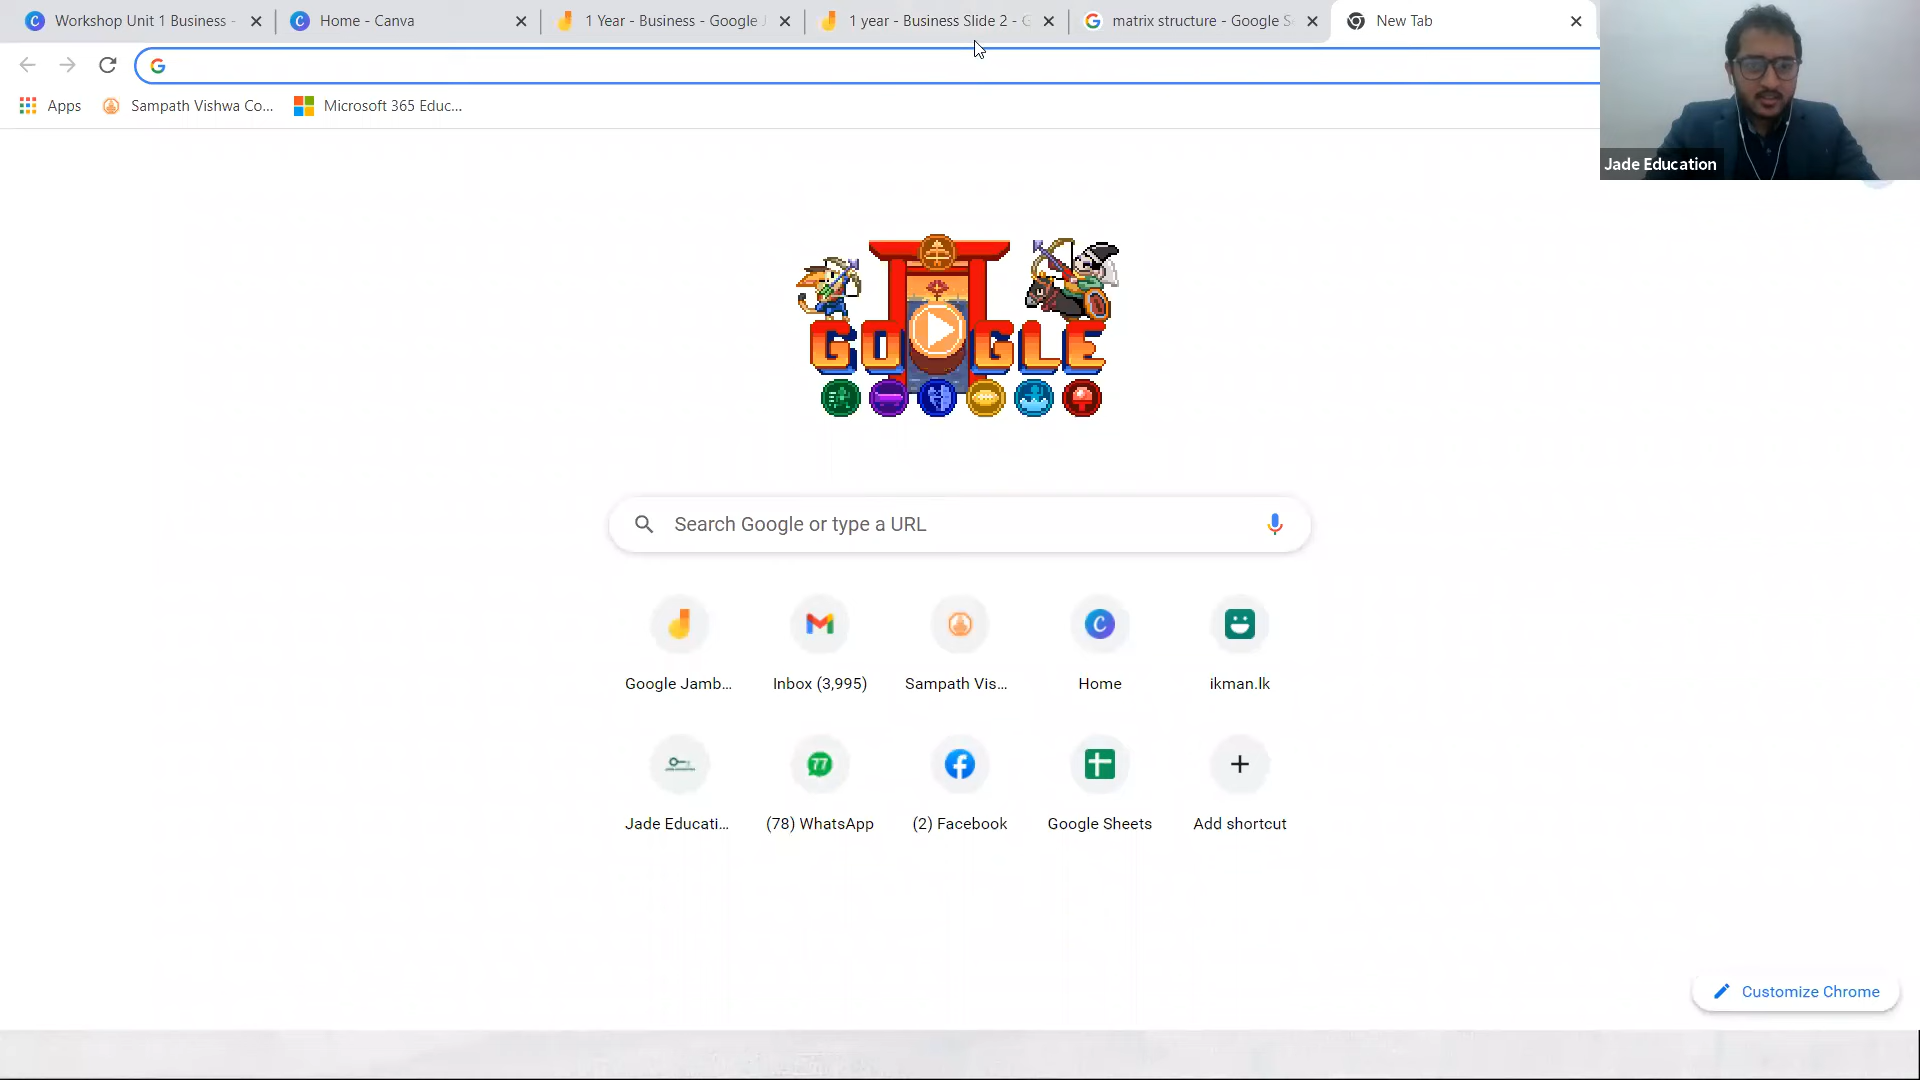 Workshop Unit 1 Business -
Home - Canva
1 Year - Business - Google J
1 year - Business Slide 2 - G
matrix structure - Google S
New Tab
Apps
Sampath Vishwa Co...
Microsoft 365 Educ...
Jade Education
GOOGLE
Search Google or type a URL
Google Jamb...
Inbox (3,995)
Sampath Vis...
Home
ikman.lk
77
Jade Educati...
(78) WhatsApp
(2) Facebook
Google Sheets
Add shortcut
Customize Chrome